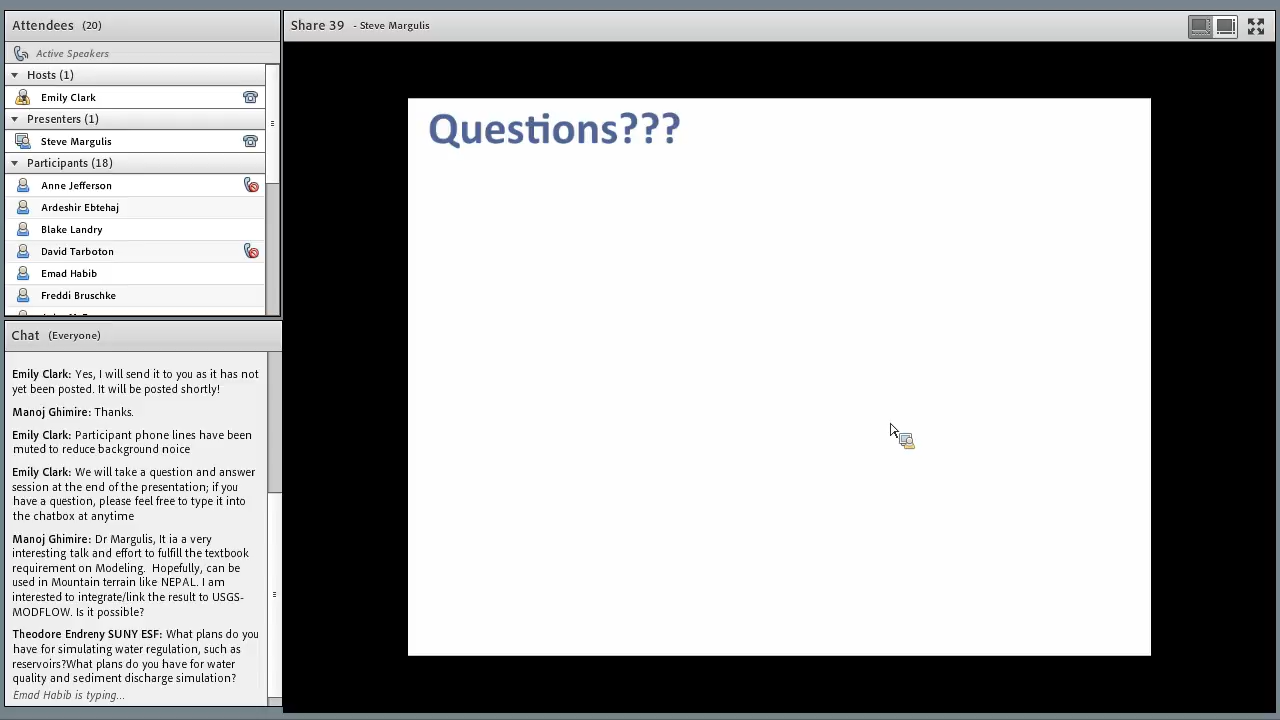 Attendees (20)
Active Speakers
Hosts (1)
Emily Clark
Presenters (1)
Steve Margulis
Participants (18)
Anne Jefferson
Ardeshir Ebtehaj
Blake Landry
David Tarboton
Emad Habib
Freddi Bruschke
Chat (Everyone)
Emily Clark: Yes, I will send it to you as it has not
yet been posted. It will be posted shortly!
Manoj Ghimire: Thanks.
Emily Clark: Participant phone lines have been
muted to reduce background noice
Emily Clark: We will take a question and answer
session at the end of the presentation; if you
have a question, please feel free to type it into
the chatbox at anytime
Manoj Ghimire: Dr Margulis, It ia a very
interesting talk and effort to fulfill the textbook
requirement on Modeling. Hopefully, can be
used in Mountain terrain like NEPAL. I am
interested to integrate/link the result to USGS-
MODFLOW. Is it possible?
Theodore Endreny SUNY ESF: What plans do you
have for simulating water regulation, such as
reservoirs?What plans do you have for water
quality and sediment discharge simulation?
Emad Habib is typing...
Share 39 - Steve Margulis
Questions???